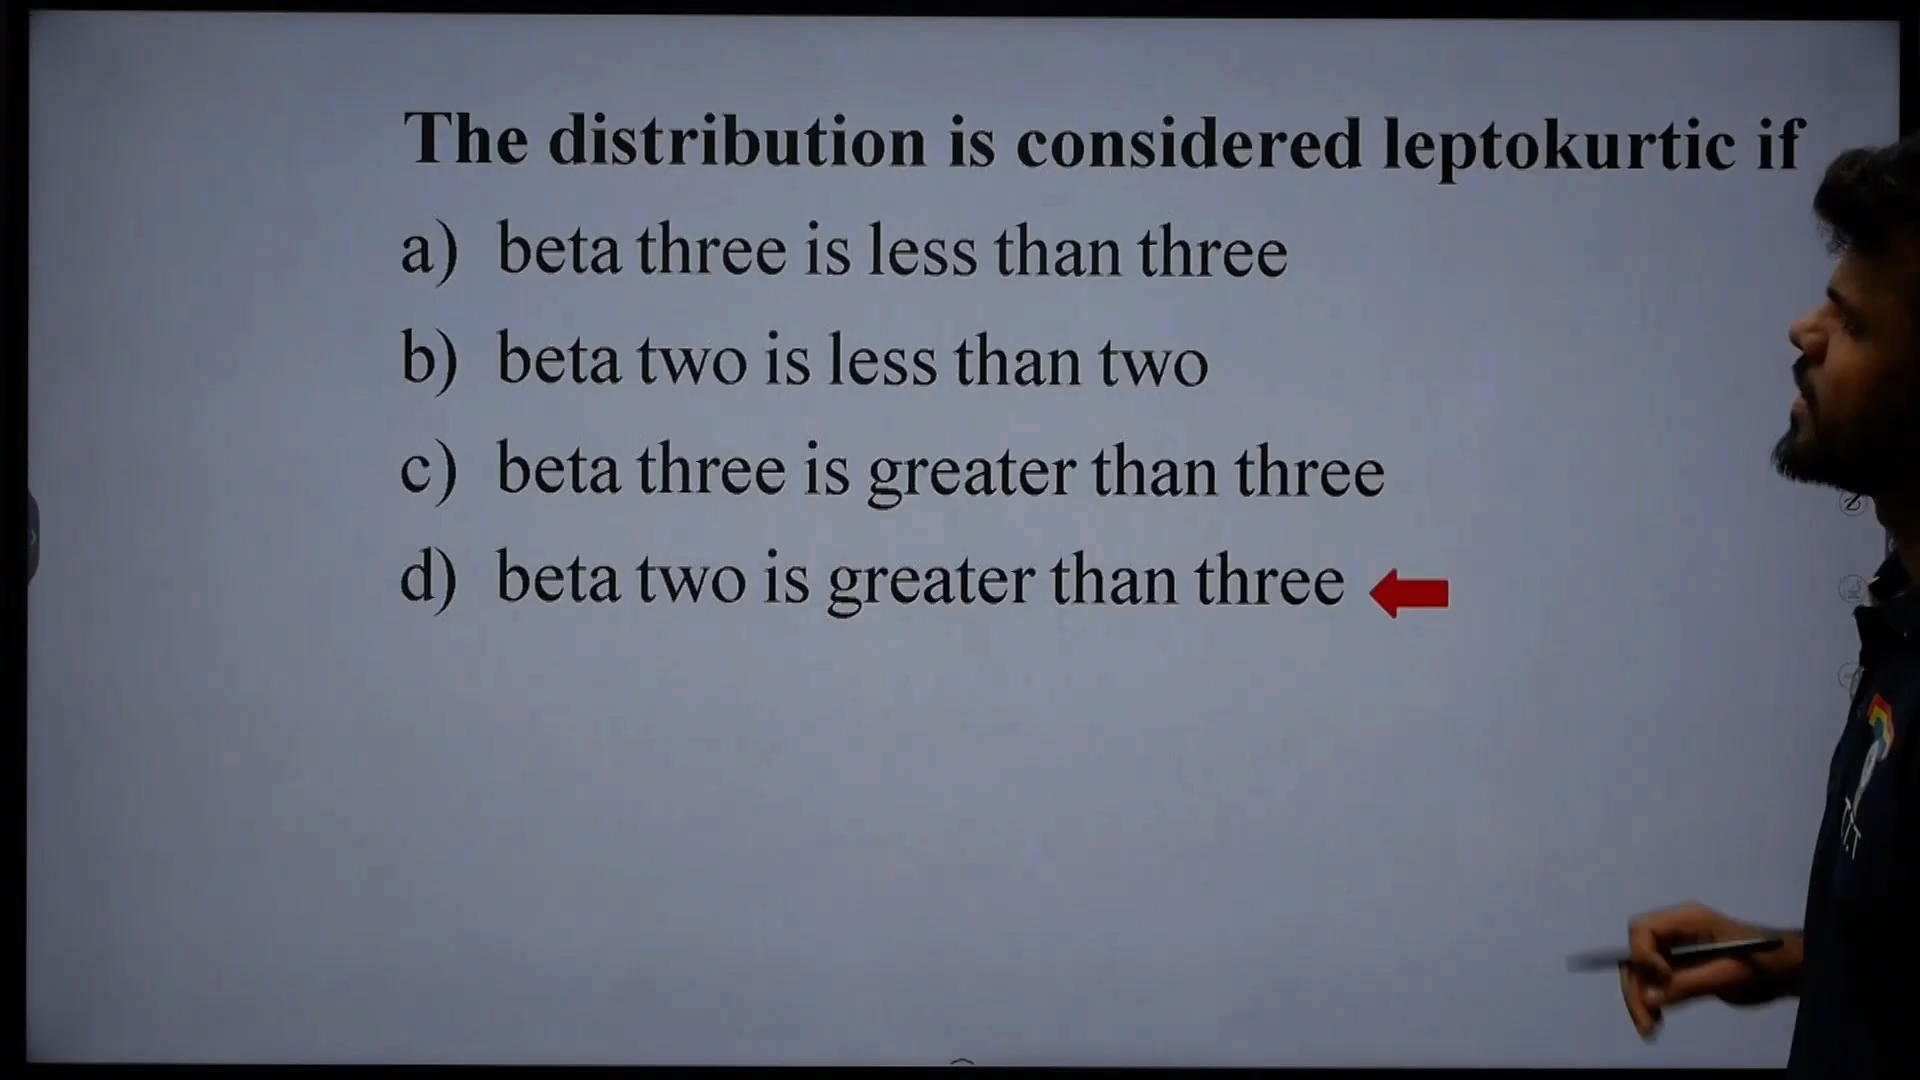 The distribution is considered leptokurtic if
a) beta three is less than three
b) beta two is less than two
c) beta three is greater than three
d) beta two is greater than three